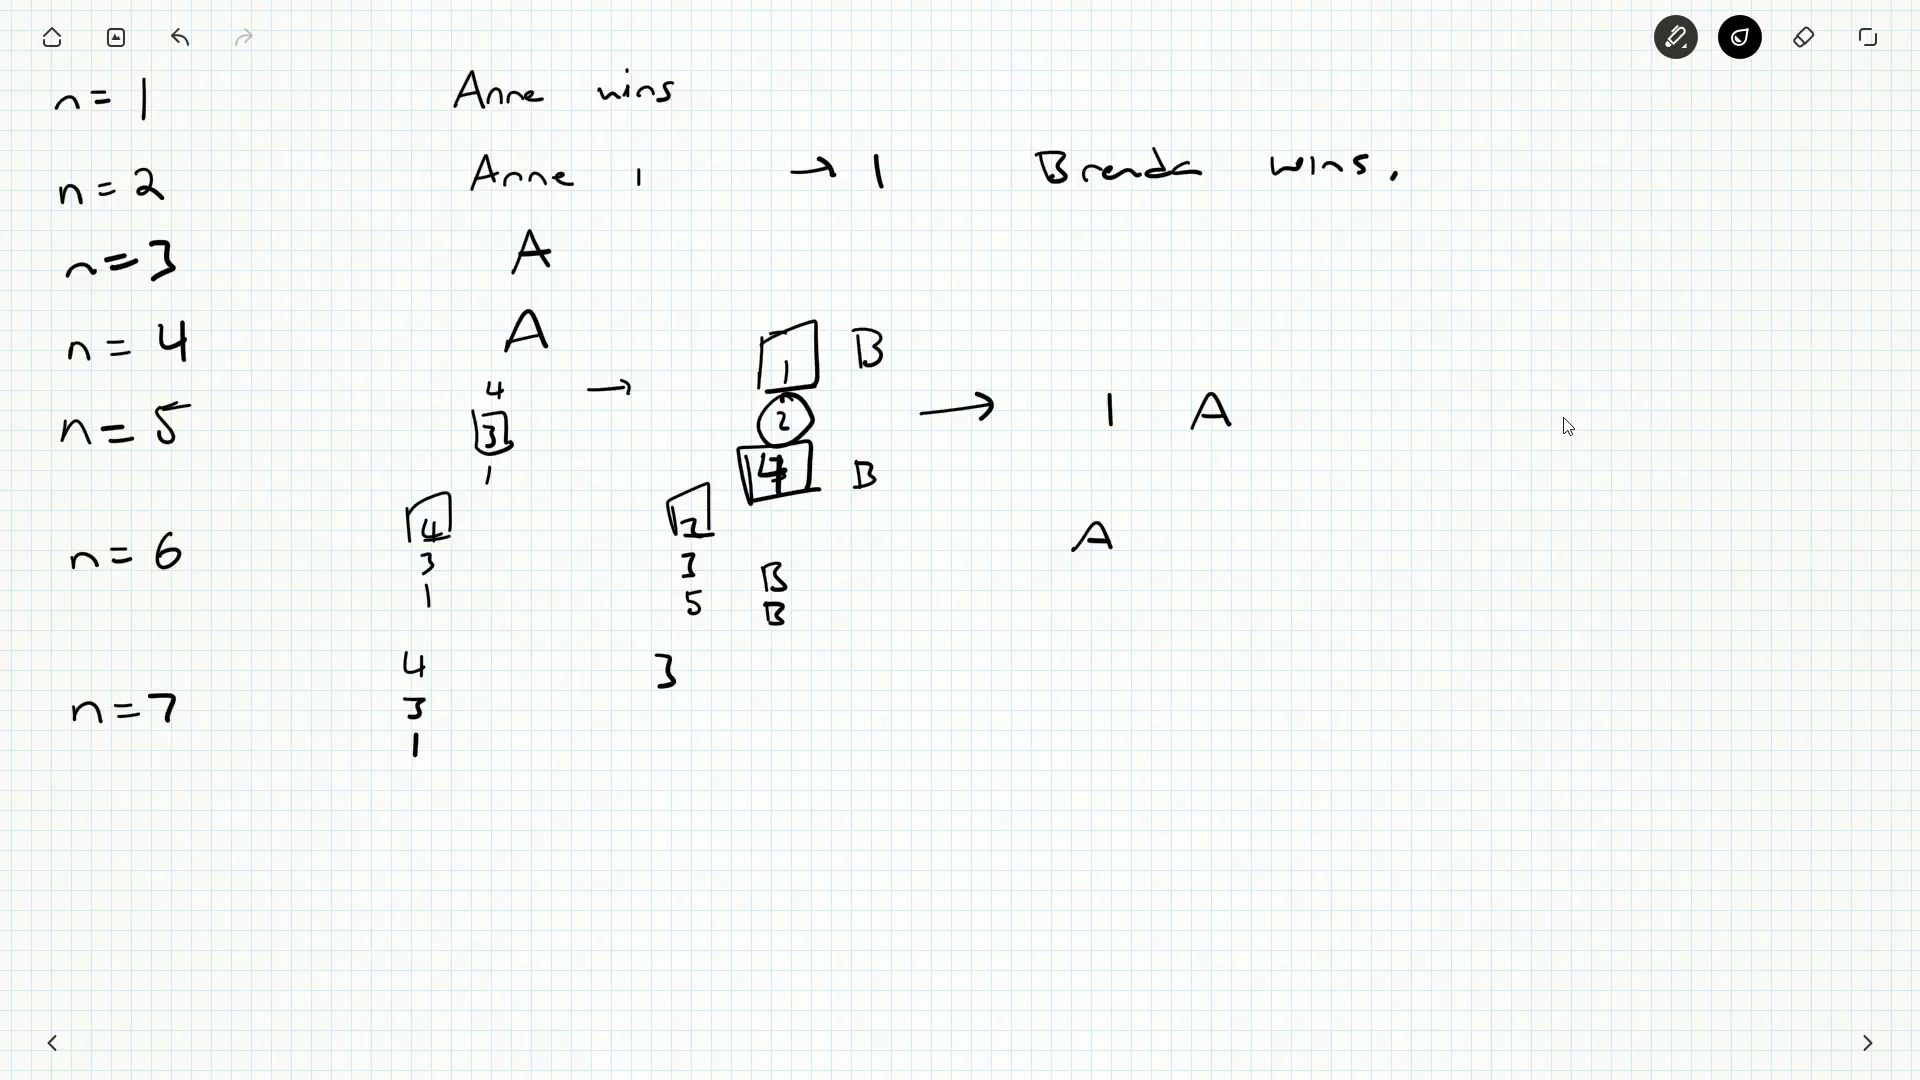 n = 1 Anne wins
n = 2 Anne 1 → 1 Brenda wins.
n = 3 A
n = 4 A
1 B
4 →
n = 5 3 2 → 1 A
1 4 B
4 2
n = 6 3 3 B A
1 5 B
4 3
n = 7 3
1